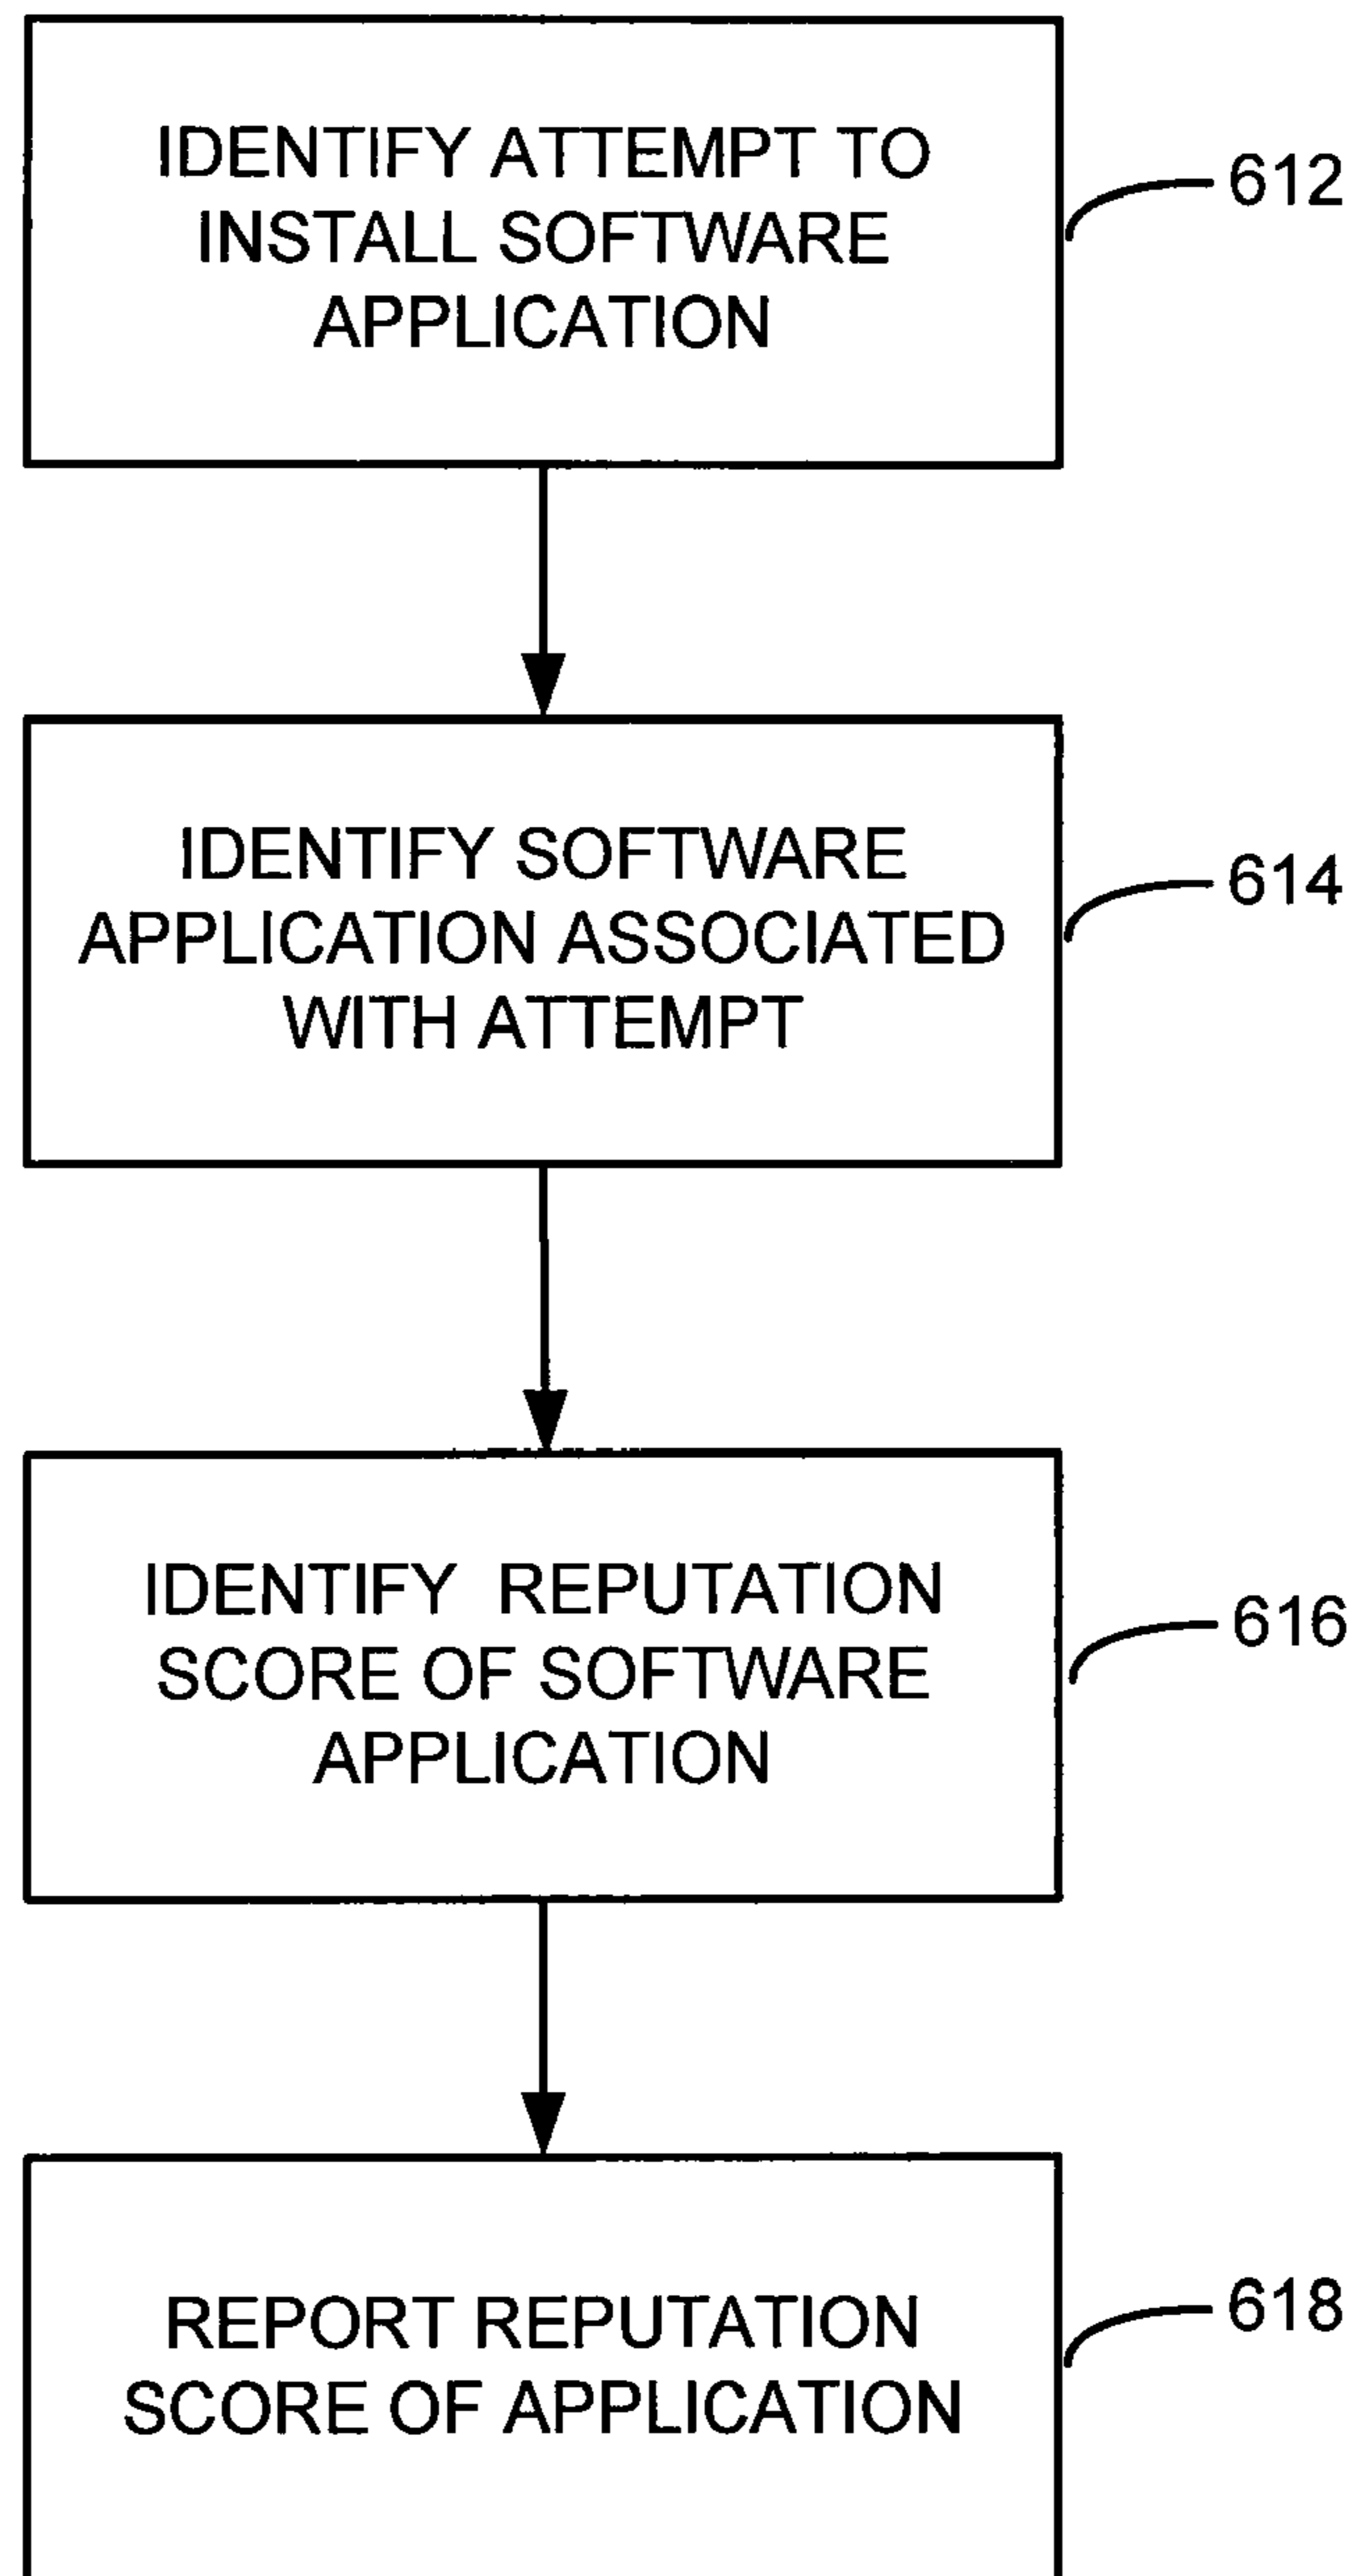 IDENTIFY ATTEMPT TO
INSTALL SOFTWARE
APPLICATION
612
IDENTIFY SOFTWARE
APPLICATION ASSOCIATED
WITH ATTEMPT
614
IDENTIFY REPUTATION
SCORE OF SOFTWARE
APPLICATION
616
REPORT REPUTATION
SCORE OF APPLICATION
618